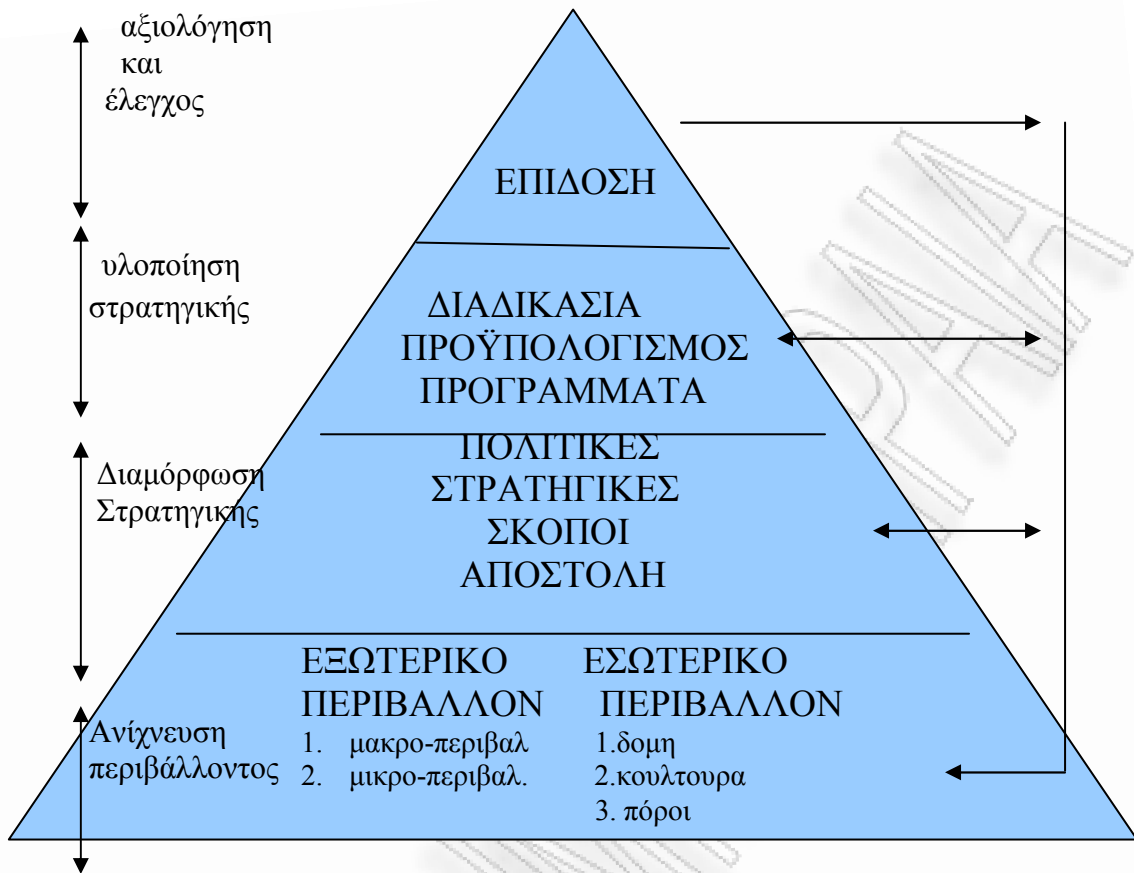 αξιολόγηση
και
έλεγχος
ΕΠΙΔΟΣΗ
υλοποίηση
στρατηγικής
ΔΙΑΔΙΚΑΣΙΑ
ΠΡΟΫΠΟΛΟΓΙΣΜΟΣ
ΠΡΟΓΡΑΜΜΑΤΑ
Διαμόρφωση
Στρατηγικής
ΠΟΛΙΤΙΚΕΣ
ΣΤΡΑΤΗΓΙΚΕΣ
ΣΚΟΠΟΙ
ΑΠΟΣΤΟΛΗ
Ανίχνευση
περιβάλλοντος
ΕΞΩΤΕΡΙΚΟ
ΠΕΡΙΒΑΛΛΟΝ
1. μακρο-περιβαλ
2. μικρο-περιβαλ.
ΕΣΩΤΕΡΙΚΟ
ΠΕΡΙΒΑΛΛΟΝ
1.δομη
2.κουλτουρα
3. πόροι